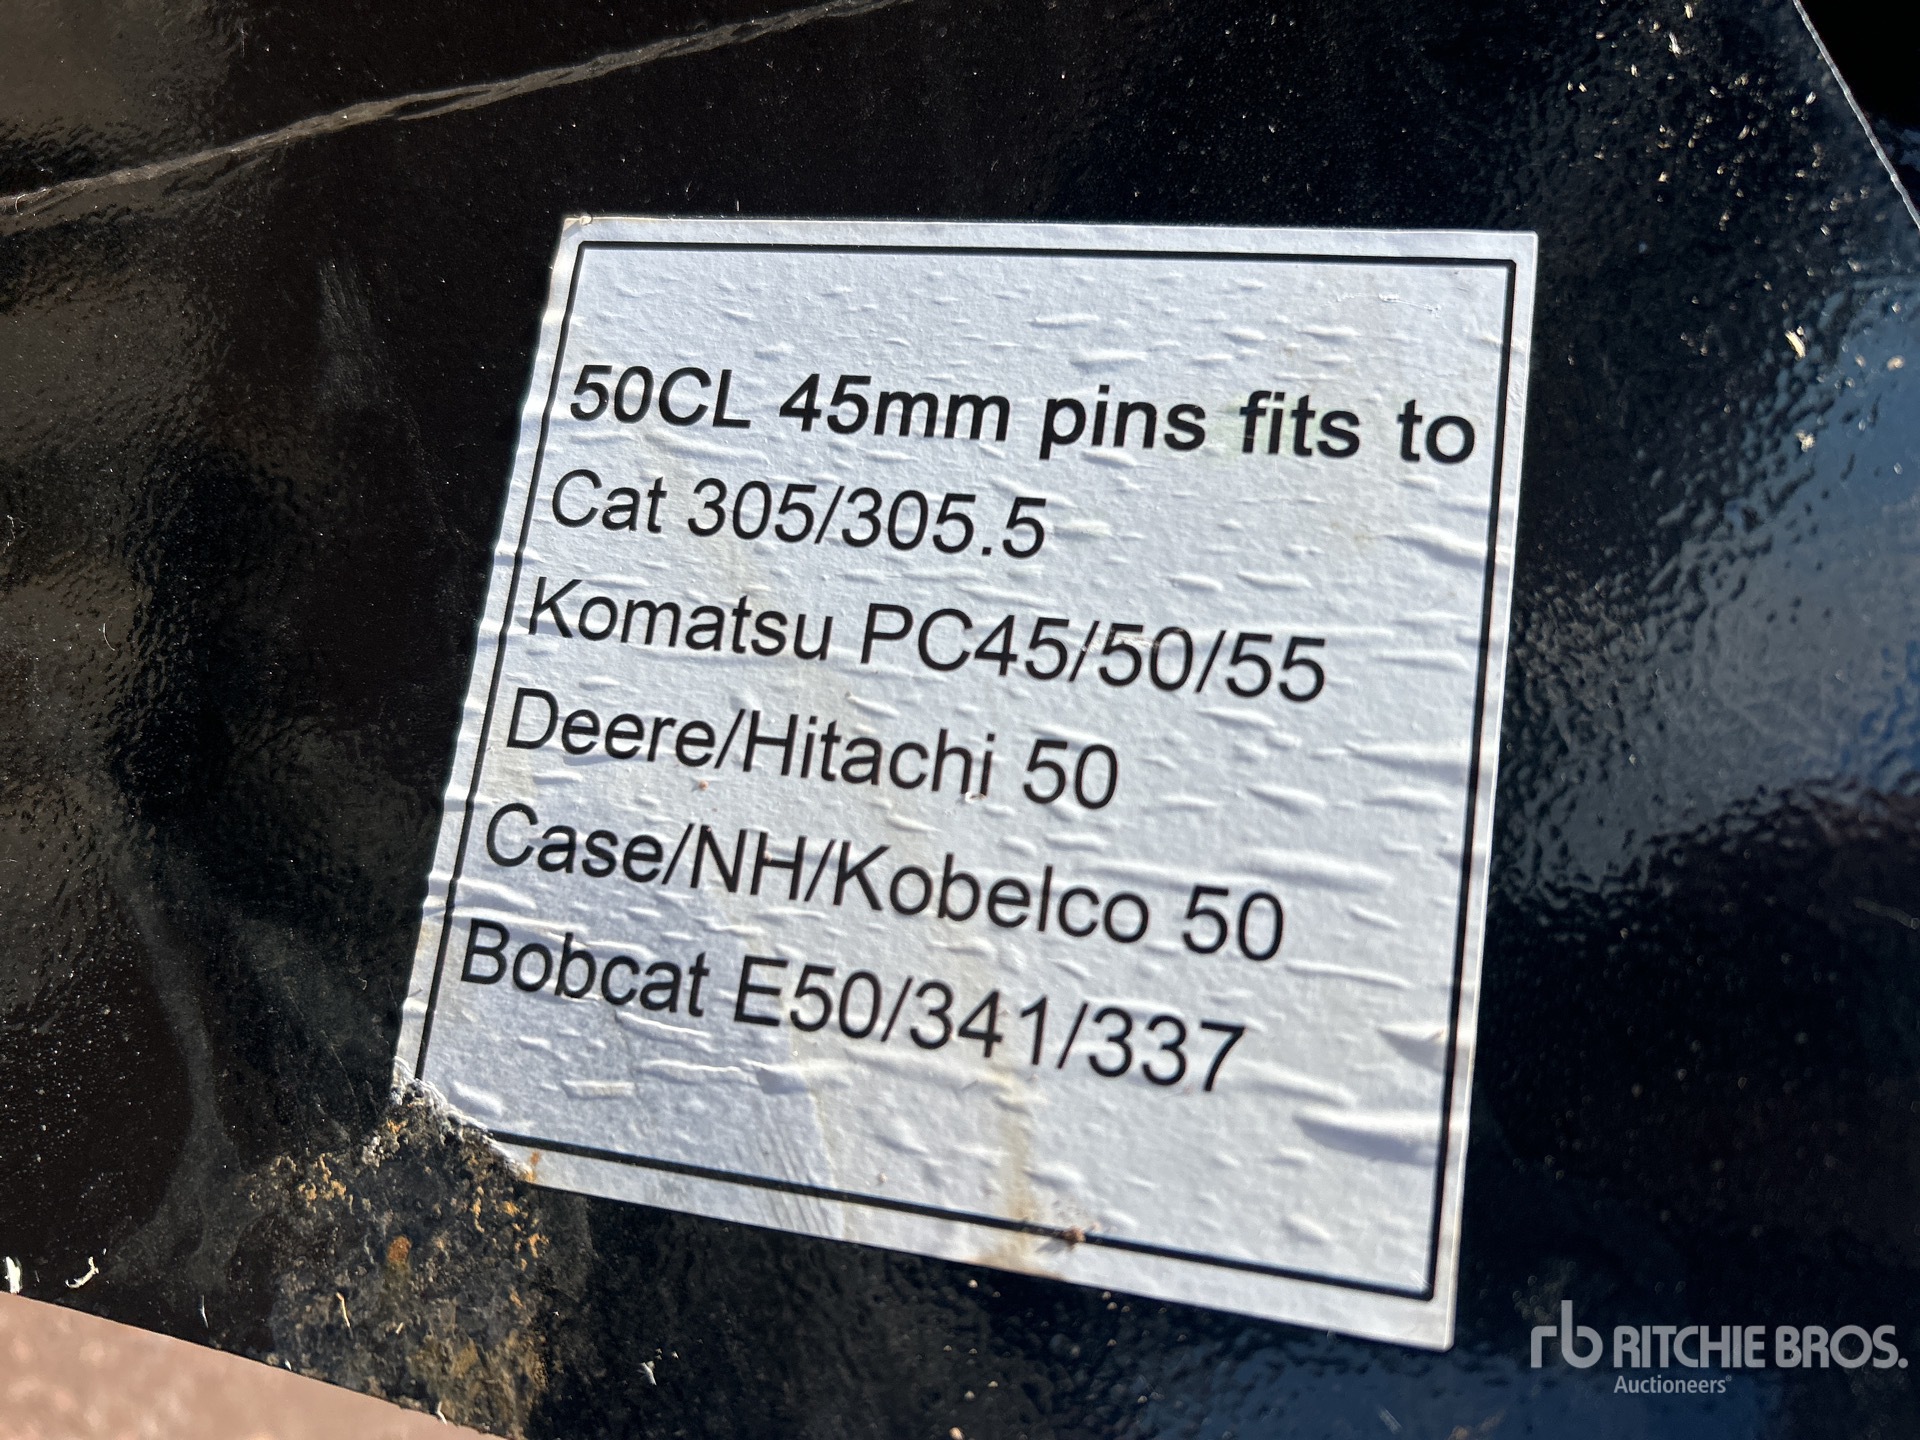 50CL 45mm pins fits to
Cat 305/305.5
Komatsu PC45/50/55
Deere/Hitachi 50
Case/NH/Kobelco 50
Bobcat E50/341/337
rb RITCHIE BROS.
Auctioneers®